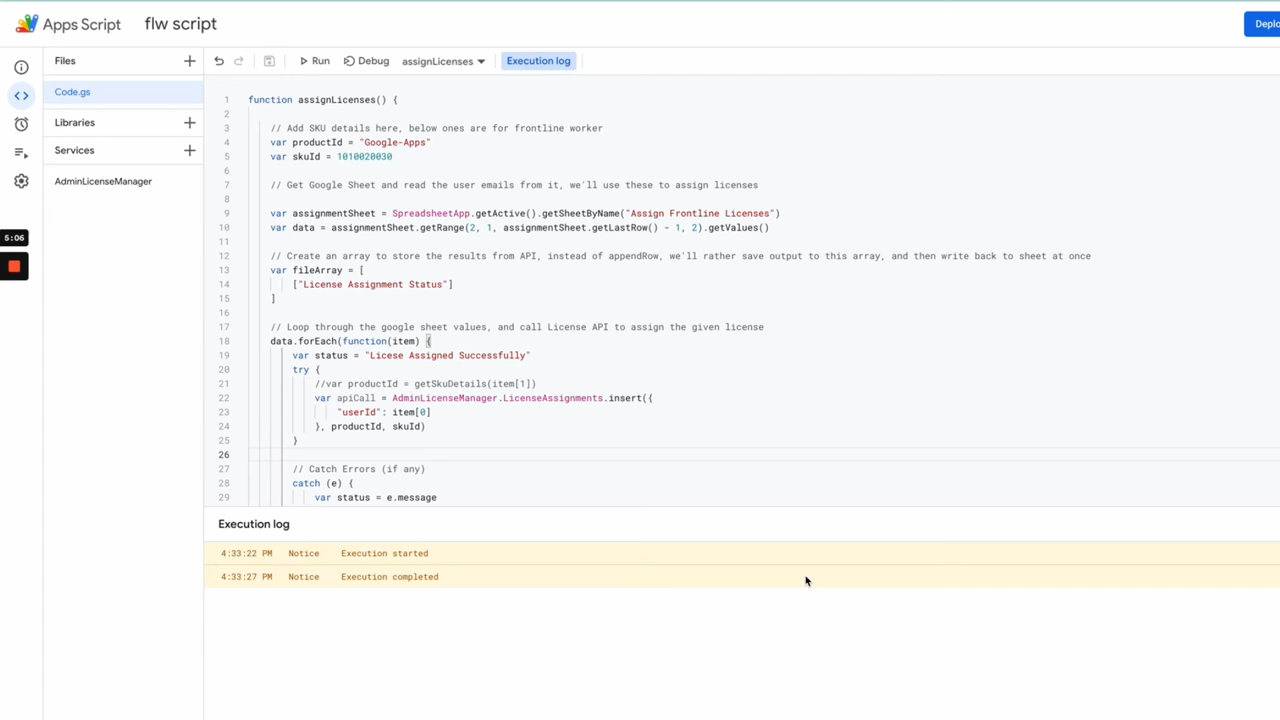 Apps Script flw script Deplo
Files
Run Debug assignLicenses Execution log
Code.gs
Libraries
Services
AdminLicenseManager
5:06
1 function assignLicenses() {
2
3 // Add SKU details here, below ones are for frontline worker
4 var productId = "Google-Apps"
5 var skuId = 1010020030
6
7 // Get Google Sheet and read the user emails from it, we'll use these to assign licenses
8
9 var assignmentSheet = SpreadsheetApp.getActive().getSheetByName("Assign Frontline Licenses")
10 var data = assignmentSheet.getRange(2, 1, assignmentSheet.getLastRow() - 1, 2).getValues()
11
12 // Create an array to store the results from API, instead of appendRow, we'll rather save output to this array, and then write back to sheet at once
13 var fileArray = [
14 ["License Assignment Status"]
15 ]
16
17 // Loop through the google sheet values, and call License API to assign the given license
18 data.forEach(function(item) {
19 var status = "Licese Assigned Successfully"
20 try {
21 //var productId = getSkuDetails(item[1])
22 var apiCall = AdminLicenseManager.LicenseAssignments.insert({
23 "userId": item[0]
24 }, productId, skuId)
25 }
26
27 // Catch Errors (if any)
28 catch (e) {
29 var status = e.message
Execution log
4:33:22 PM Notice Execution started
4:33:27 PM Notice Execution completed